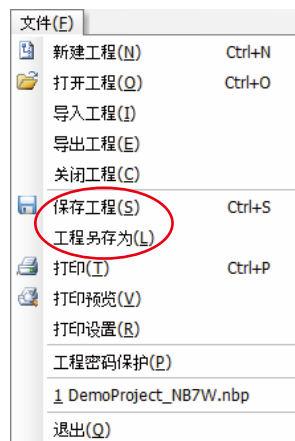 文件(F)
新建工程(N) Ctrl+N
打开工程(O) Ctrl+O
导入工程(I)
导出工程(E)
关闭工程(C)
保存工程(S) Ctrl+S
工程另存为(L)
打印(T) Ctrl+P
打印预览(V)
打印设置(R)
工程密码保护(P)
1 DemoProject_NB7W.nbp
退出(Q)